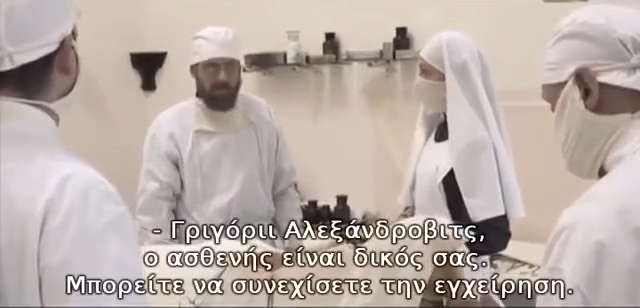 - Γριγόριι Αλεξάνδροβιτς,
ο ασθενής είναι δικός σας.
Μπορείτε να συνεχίσετε την εγχείρηση.